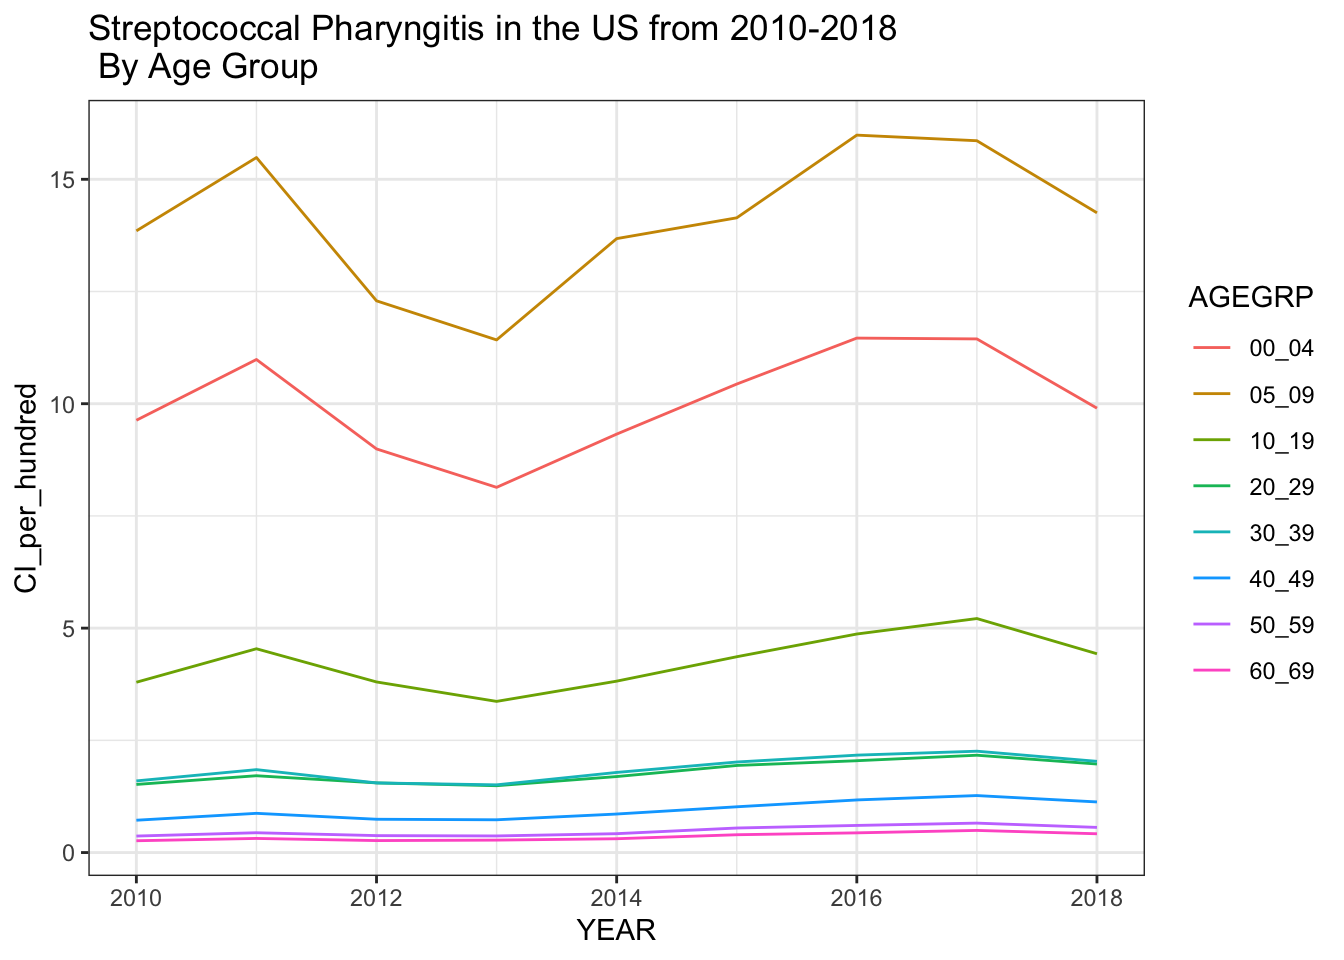 Streptococcal Pharyngitis in the US from 2010-2018
By Age Group
15
10
5
0
CI_per_hundred
2010 2012 2014 2016 2018
YEAR
AGEGRP
00_04
05_09
10_19
20_29
30_39
40_49
50_59
60_69